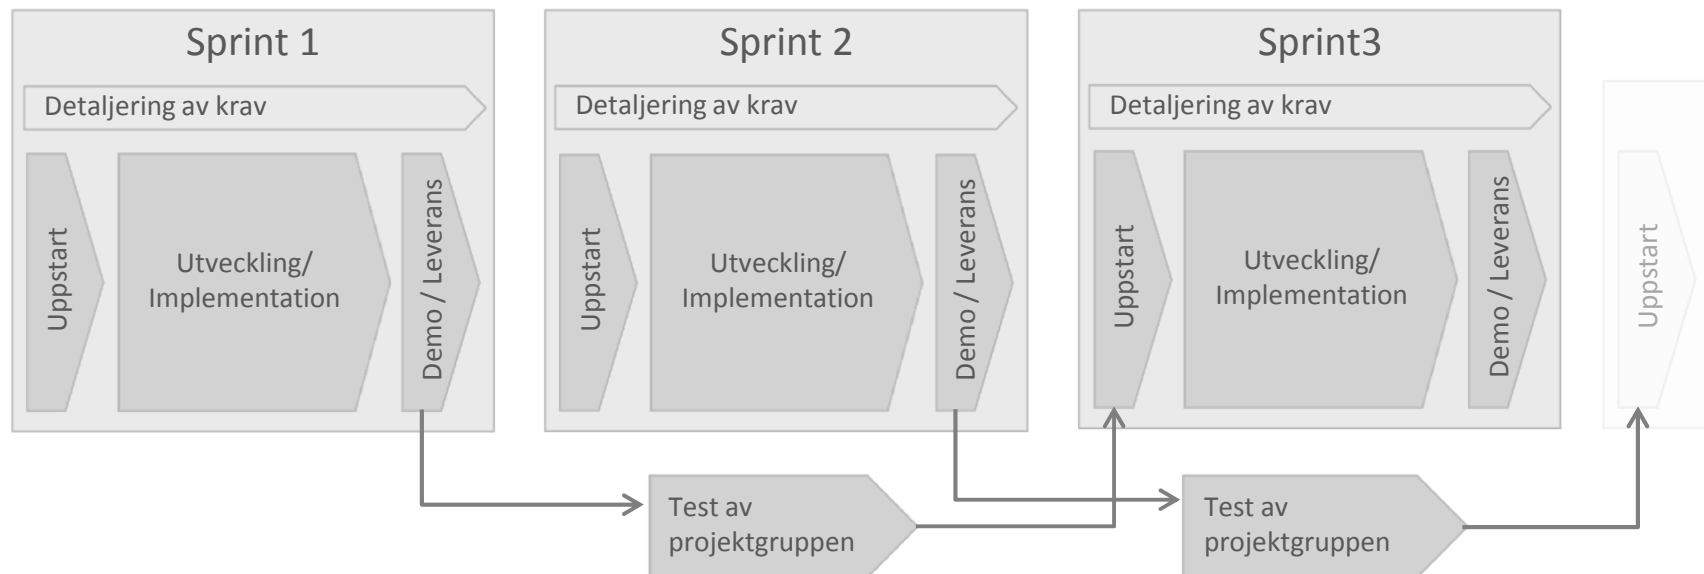 Sprint 1
Detaljering av krav
Uppstart
Utveckling/
Implementation
Demo / Leverans
Sprint 2
Detaljering av krav
Uppstart
Utveckling/
Implementation
Demo / Leverans
Sprint3
Detaljering av krav
Uppstart
Utveckling/
Implementation
Demo / Leverans
Uppstart
Test av
projektgruppen
Test av
projektgruppen